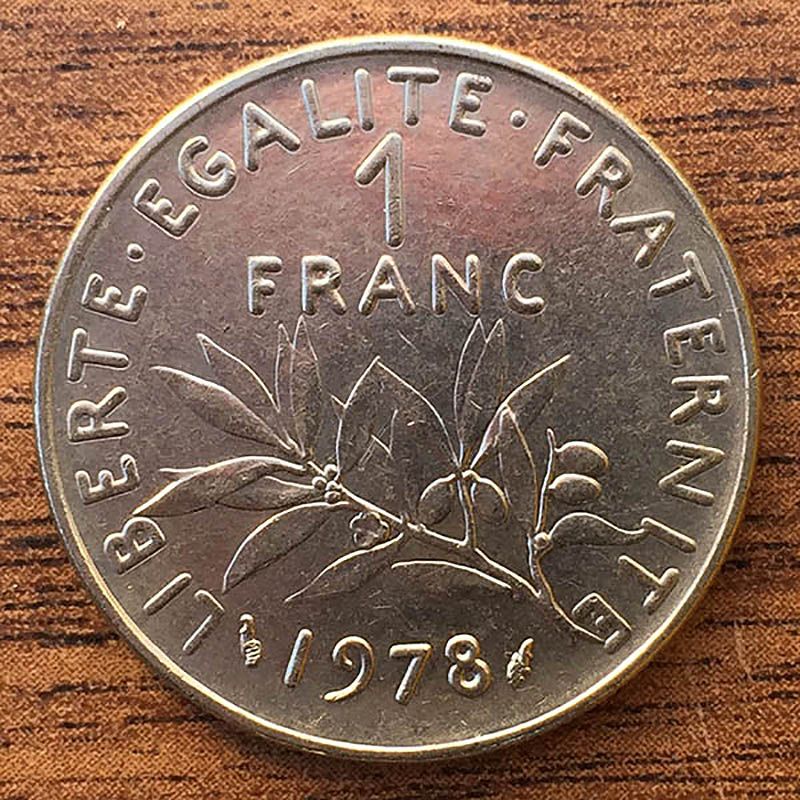 LIBERTE · EGALITE · FRATERNITE
1
FRANC
1978